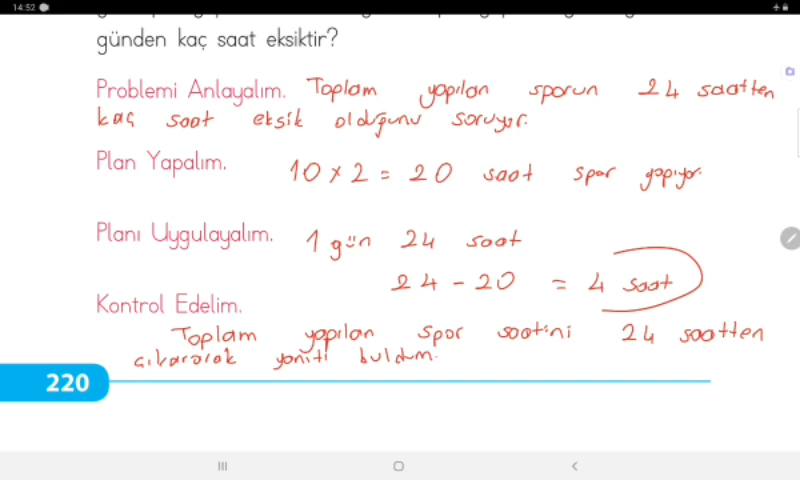 14:52
günden kaç saat eksiktir?
Problemi Anlayalım. Toplam yapılan sporun 24 saatten
kaç saat eksik olduğunu soruyor.
Plan Yapalım. 10 x 2 = 20 saat spor yapıyor.
Planı Uygulayalım. 1 gün 24 saat
24 - 20 = 4 saat
Kontrol Edelim.
Toplam yapılan spor saatini 24 saatten
çıkararak yanıtı buldum.
220